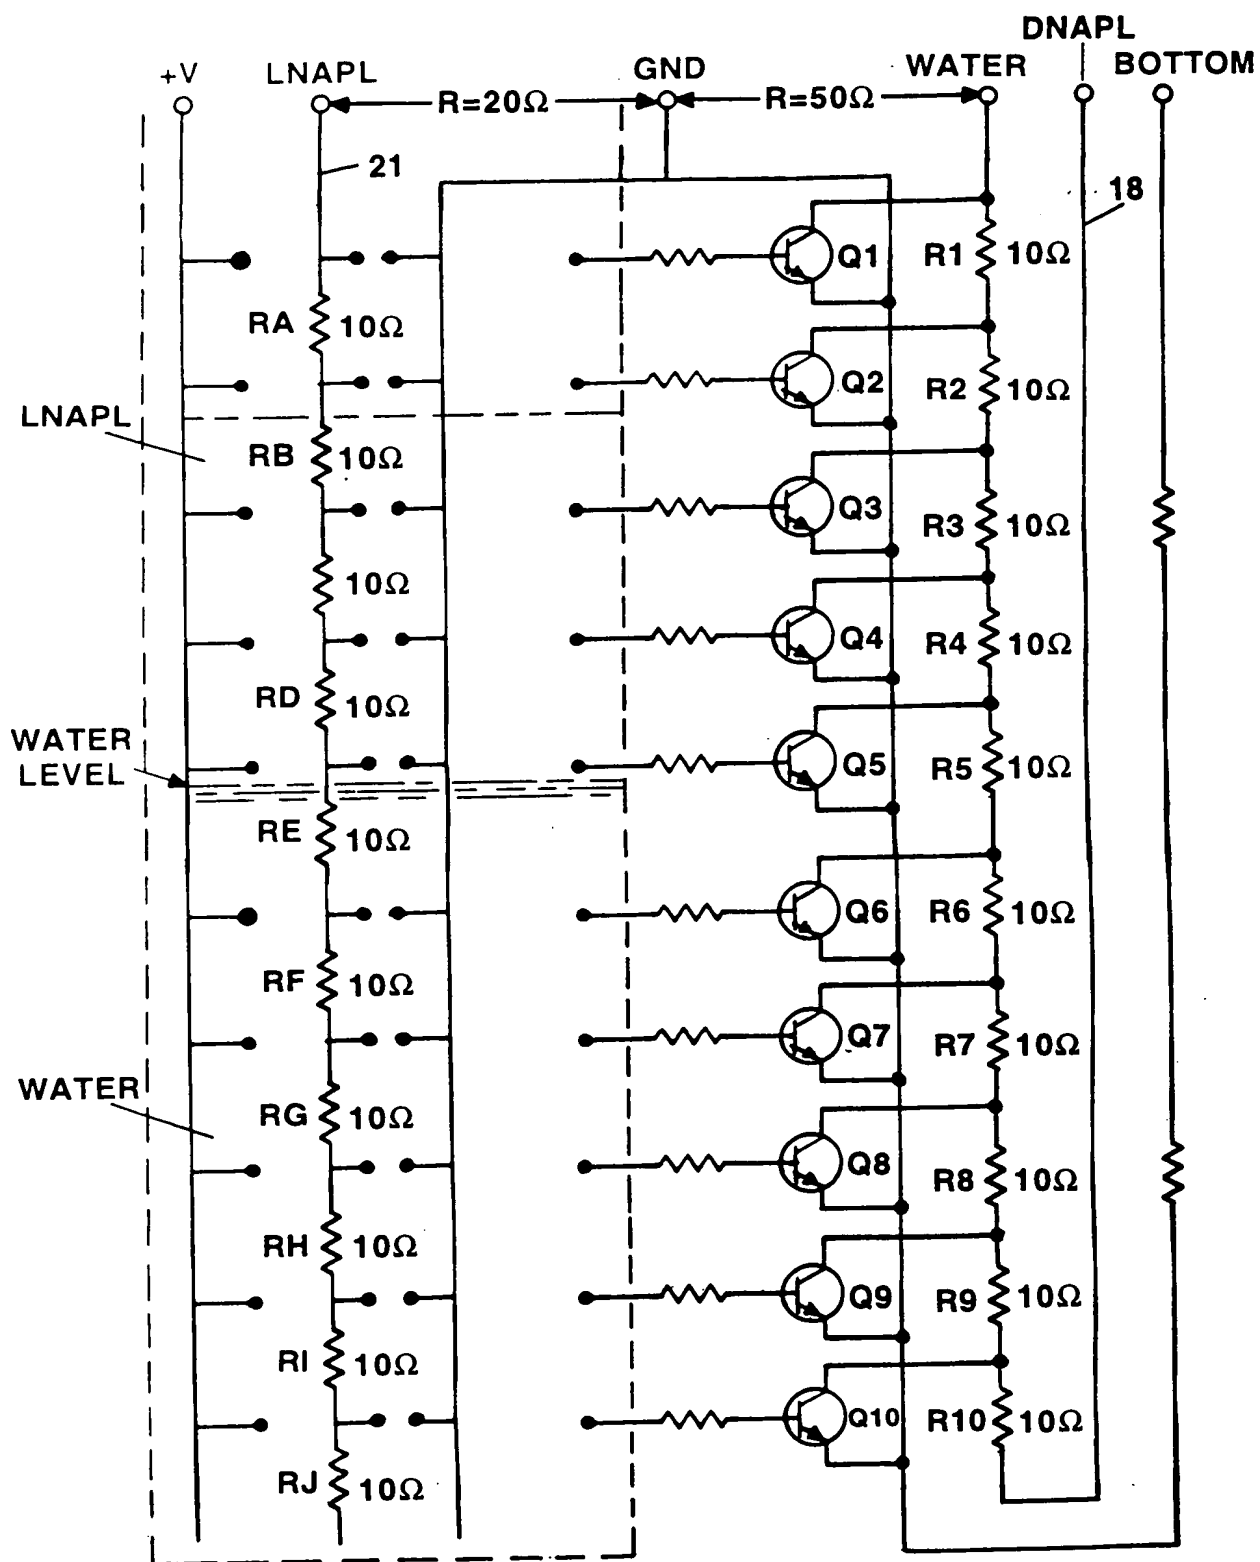 DNAPL
+V LNAPL GND WATER BOTTOM
R=20Ω R=50Ω
21
18
Q1 R1 10Ω
RA 10Ω
Q2 R2 10Ω
LNAPL
RB 10Ω
Q3 R3 10Ω
10Ω
Q4 R4 10Ω
RD 10Ω
WATER
LEVEL
Q5 R5 10Ω
RE 10Ω
Q6 R6 10Ω
RF 10Ω
Q7 R7 10Ω
WATER
RG 10Ω
Q8 R8 10Ω
RH 10Ω
Q9 R9 10Ω
RI 10Ω
Q10 R10 10Ω
RJ 10Ω